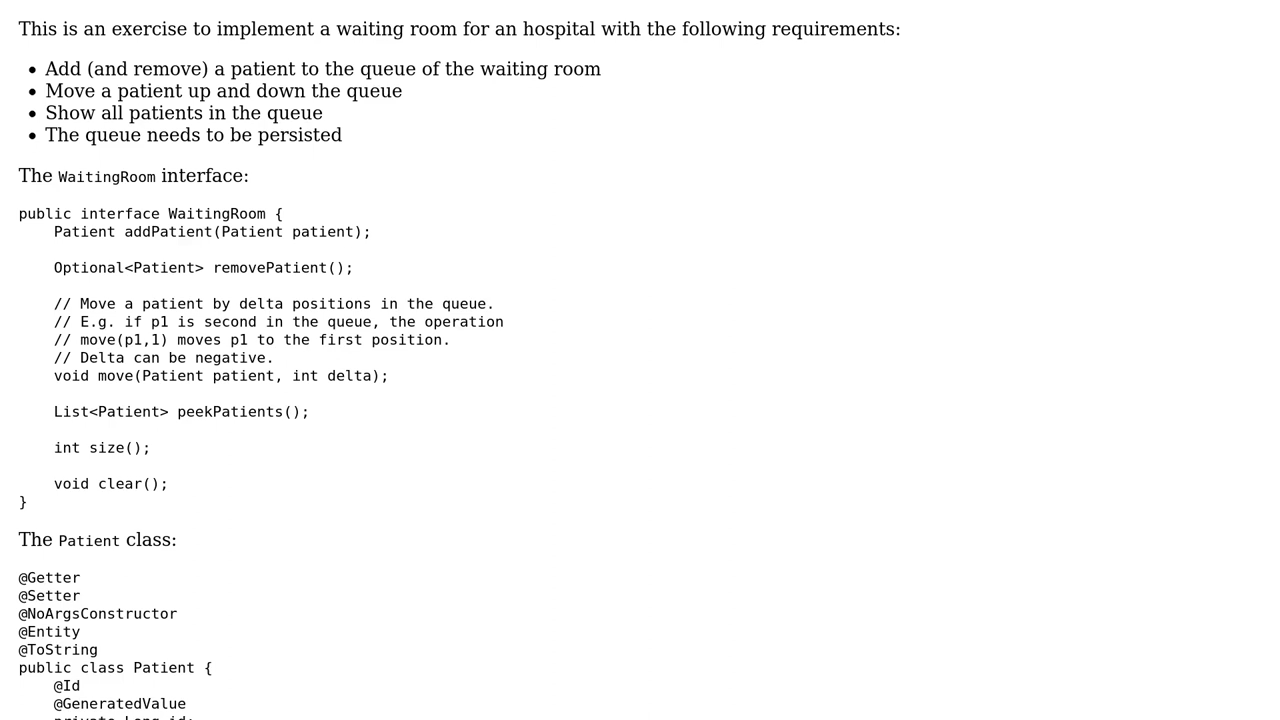 This is an exercise to implement a waiting room for an hospital with the following requirements:
• Add (and remove) a patient to the queue of the waiting room
• Move a patient up and down the queue
• Show all patients in the queue
• The queue needs to be persisted
The WaitingRoom interface:
public interface WaitingRoom {
    Patient addPatient(Patient patient);
    Optional<Patient> removePatient();
    // Move a patient by delta positions in the queue.
    // E.g. if p1 is second in the queue, the operation
    // move(p1,1) moves p1 to the first position.
    // Delta can be negative.
    void move(Patient patient, int delta);
    List<Patient> peekPatients();
    int size();
    void clear();
}
The Patient class:
@Getter
@Setter
@NoArgsConstructor
@Entity
@ToString
public class Patient {
    @Id
    @GeneratedValue
    private Long id;